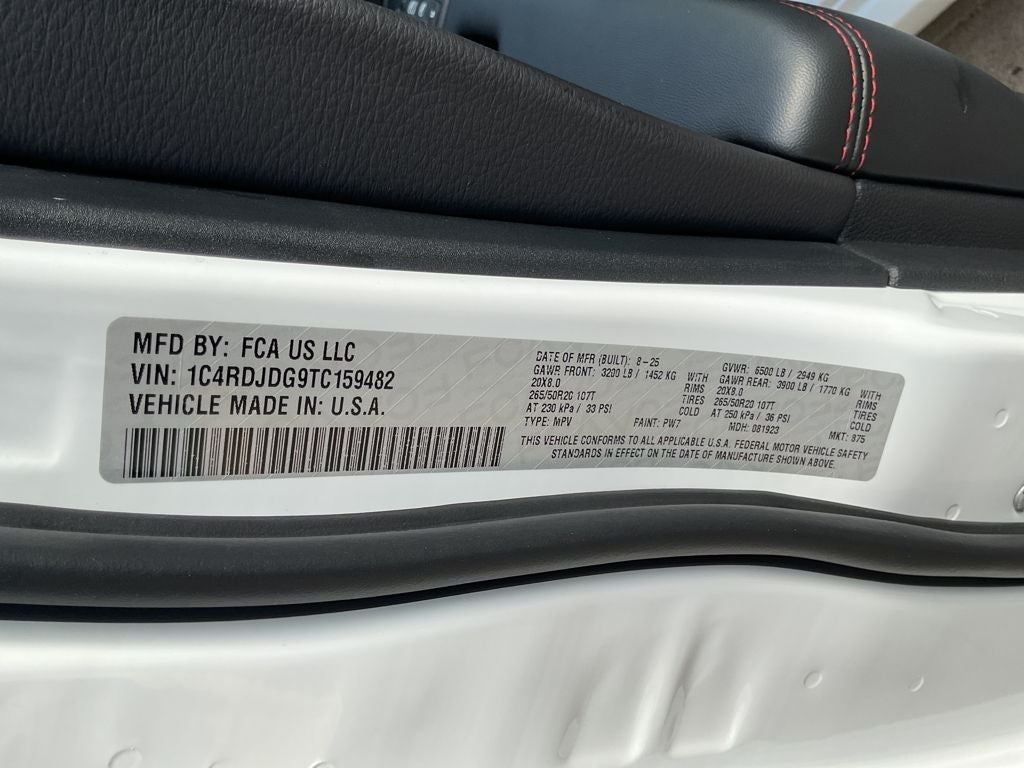 MFD BY: FCA US LLC
VIN: 1C4RDJDG9TC159482
VEHICLE MADE IN: U.S.A.
DATE OF MFR (BUILT): 8-25 GVWR: 6500 LB / 2949 KG
GAWR FRONT: 3200 LB / 1452 KG WITH GAWR REAR: 3900 LB / 1770 KG WITH
20X8.0 RIMS 20X8.0 RIMS
265/50R20 107T TIRES 265/50R20 107T TIRES
AT 230 kPa / 33 PSI COLD AT 250 kPa / 36 PSI COLD
TYPE: MPV PAINT: PW7 MDH: 081923 MKT: 875
THIS VEHICLE CONFORMS TO ALL APPLICABLE U.S.A. FEDERAL MOTOR VEHICLE SAFETY
STANDARDS IN EFFECT ON THE DATE OF MANUFACTURE SHOWN ABOVE.